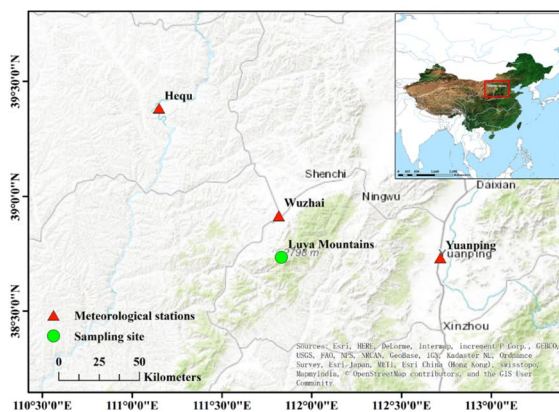 39°30'0"N
39°0'0"N
38°30'0"N
Hequ
Shenchi
Ningwu
Daixian
Wuzhai
Luya Mountains
2798 m
Yuanping
Yuanping
Xinzhou
Meteorological stations
Sampling site
0 25 50
Kilometers
Sources: Esri, HERE, DeLorme, Intermap, increment P Corp., GEBCO,
USGS, FAO, NPS, NRCAN, GeoBase, IGN, Kadaster NL, Ordnance
Survey, Esri Japan, METI, Esri China (Hong Kong), swisstopo,
MapmyIndia, © OpenStreetMap contributors, and the GIS User
Community
110°30'0"E 111°0'0"E 111°30'0"E 112°0'0"E 112°30'0"E 113°0'0"E